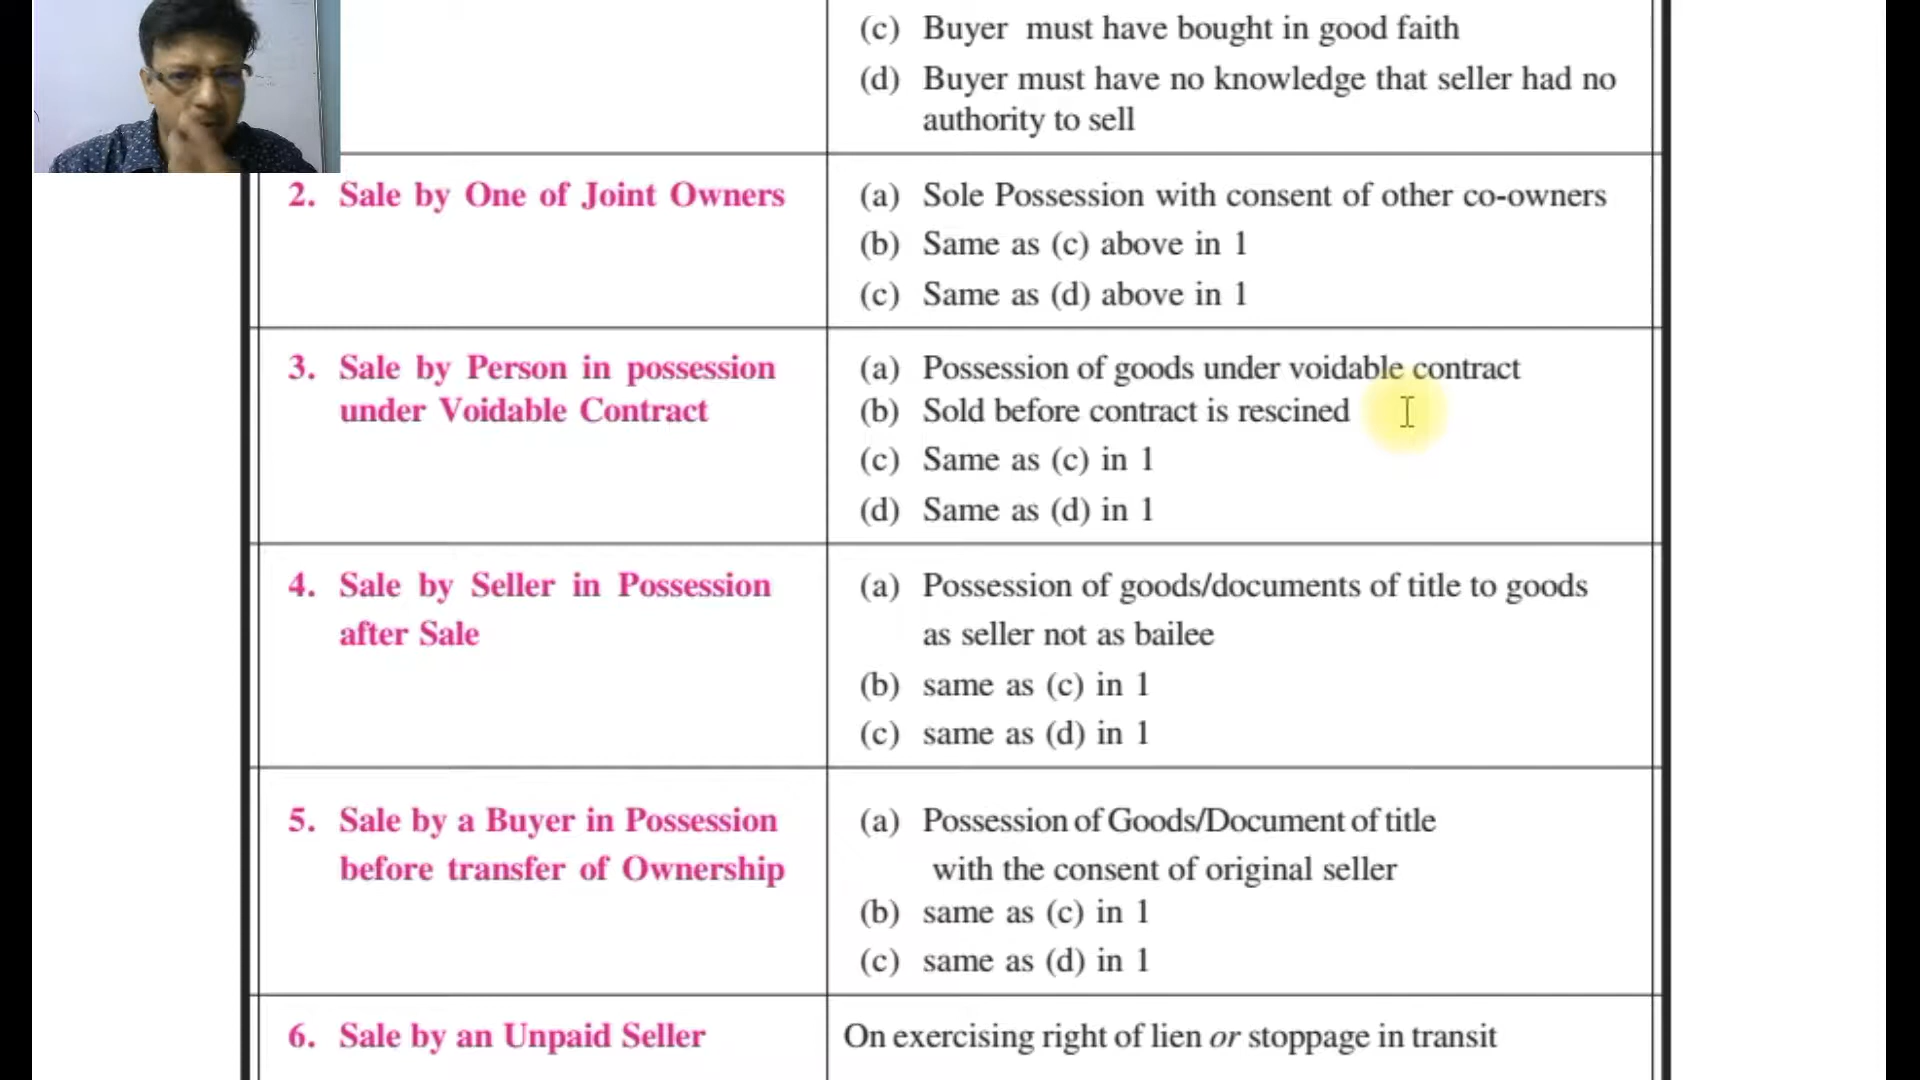 (c) Buyer must have bought in good faith
(d) Buyer must have no knowledge that seller had no
authority to sell
2. Sale by One of Joint Owners
(a) Sole Possession with consent of other co-owners
(b) Same as (c) above in 1
(c) Same as (d) above in 1
3. Sale by Person in possession
under Voidable Contract
(a) Possession of goods under voidable contract
(b) Sold before contract is rescined
(c) Same as (c) in 1
(d) Same as (d) in 1
4. Sale by Seller in Possession
after Sale
(a) Possession of goods/documents of title to goods
as seller not as bailee
(b) same as (c) in 1
(c) same as (d) in 1
5. Sale by a Buyer in Possession
before transfer of Ownership
(a) Possession of Goods/Document of title
with the consent of original seller
(b) same as (c) in 1
(c) same as (d) in 1
6. Sale by an Unpaid Seller
On exercising right of lien or stoppage in transit